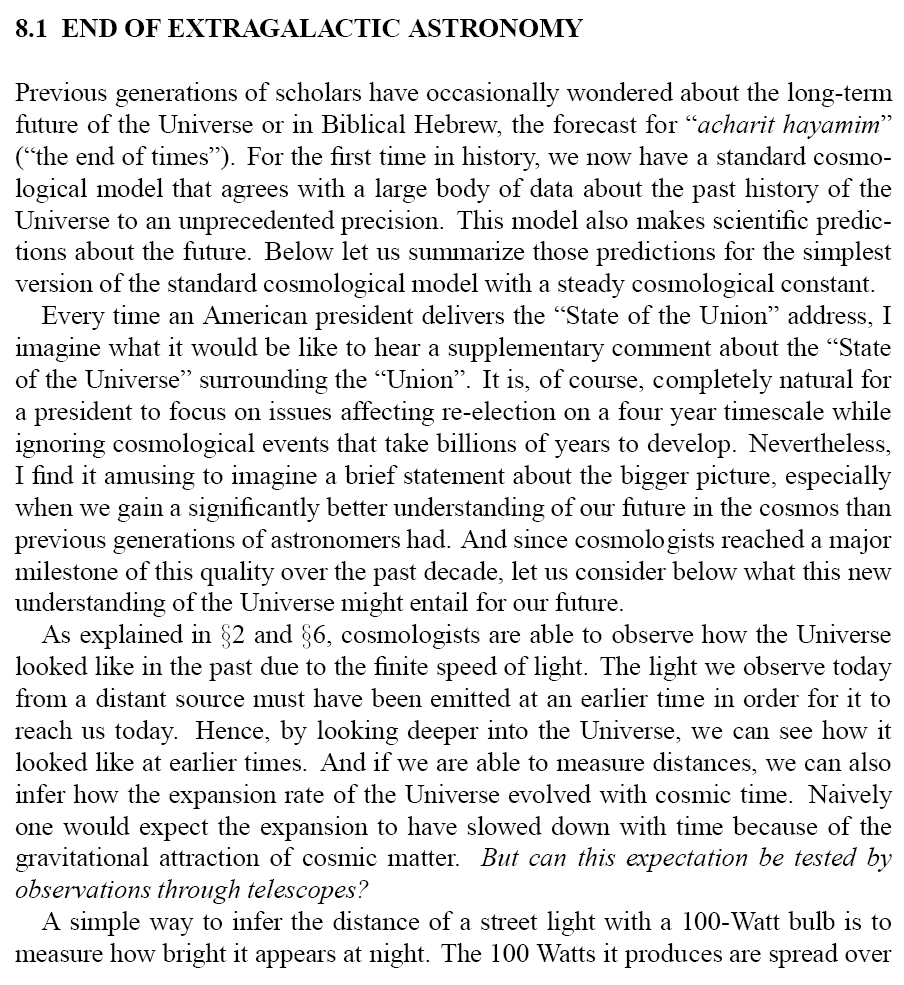 8.1 END OF EXTRAGALACTIC ASTRONOMY
Previous generations of scholars have occasionally wondered about the long-term
future of the Universe or in Biblical Hebrew, the forecast for “acharit hayamim”
(“the end of times”). For the first time in history, we now have a standard cosmo-
logical model that agrees with a large body of data about the past history of the
Universe to an unprecedented precision. This model also makes scientific predic-
tions about the future. Below let us summarize those predictions for the simplest
version of the standard cosmological model with a steady cosmological constant.
Every time an American president delivers the “State of the Union” address, I
imagine what it would be like to hear a supplementary comment about the “State
of the Universe” surrounding the “Union”. It is, of course, completely natural for
a president to focus on issues affecting re-election on a four year timescale while
ignoring cosmological events that take billions of years to develop. Nevertheless,
I find it amusing to imagine a brief statement about the bigger picture, especially
when we gain a significantly better understanding of our future in the cosmos than
previous generations of astronomers had. And since cosmologists reached a major
milestone of this quality over the past decade, let us consider below what this new
understanding of the Universe might entail for our future.
As explained in §2 and §6, cosmologists are able to observe how the Universe
looked like in the past due to the finite speed of light. The light we observe today
from a distant source must have been emitted at an earlier time in order for it to
reach us today. Hence, by looking deeper into the Universe, we can see how it
looked like at earlier times. And if we are able to measure distances, we can also
infer how the expansion rate of the Universe evolved with cosmic time. Naively
one would expect the expansion to have slowed down with time because of the
gravitational attraction of cosmic matter. But can this expectation be tested by
observations through telescopes?
A simple way to infer the distance of a street light with a 100-Watt bulb is to
measure how bright it appears at night. The 100 Watts it produces are spread over